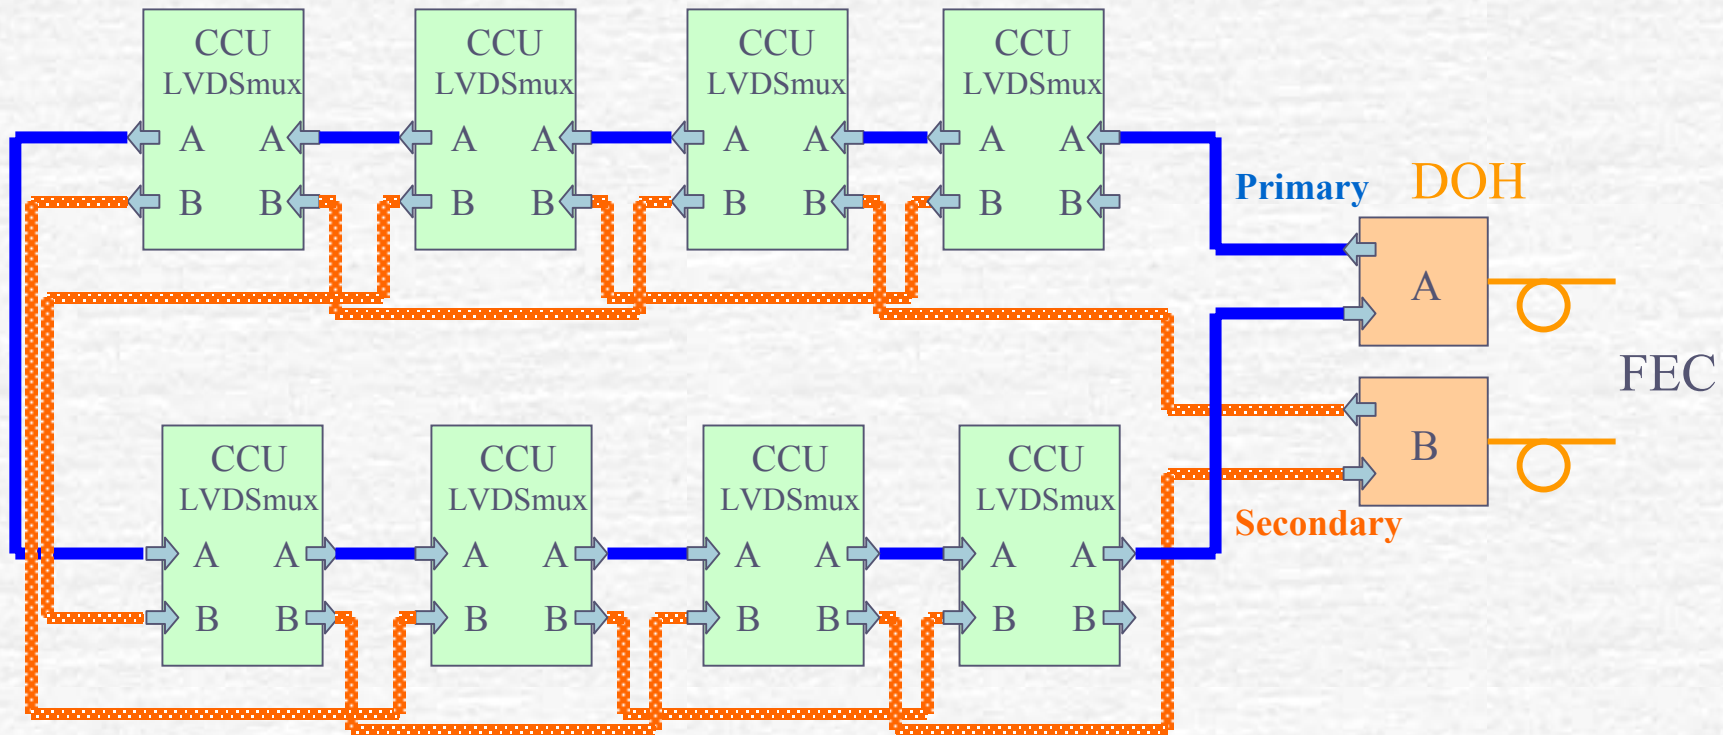 CCU
LVDSmux
A A
B B
CCU
LVDSmux
A A
B B
CCU
LVDSmux
A A
B B
CCU
LVDSmux
A A
B B
Primary
DOH
A
FEC
B
Secondary
CCU
LVDSmux
A A
B B
CCU
LVDSmux
A A
B B
CCU
LVDSmux
A A
B B
CCU
LVDSmux
A A
B B